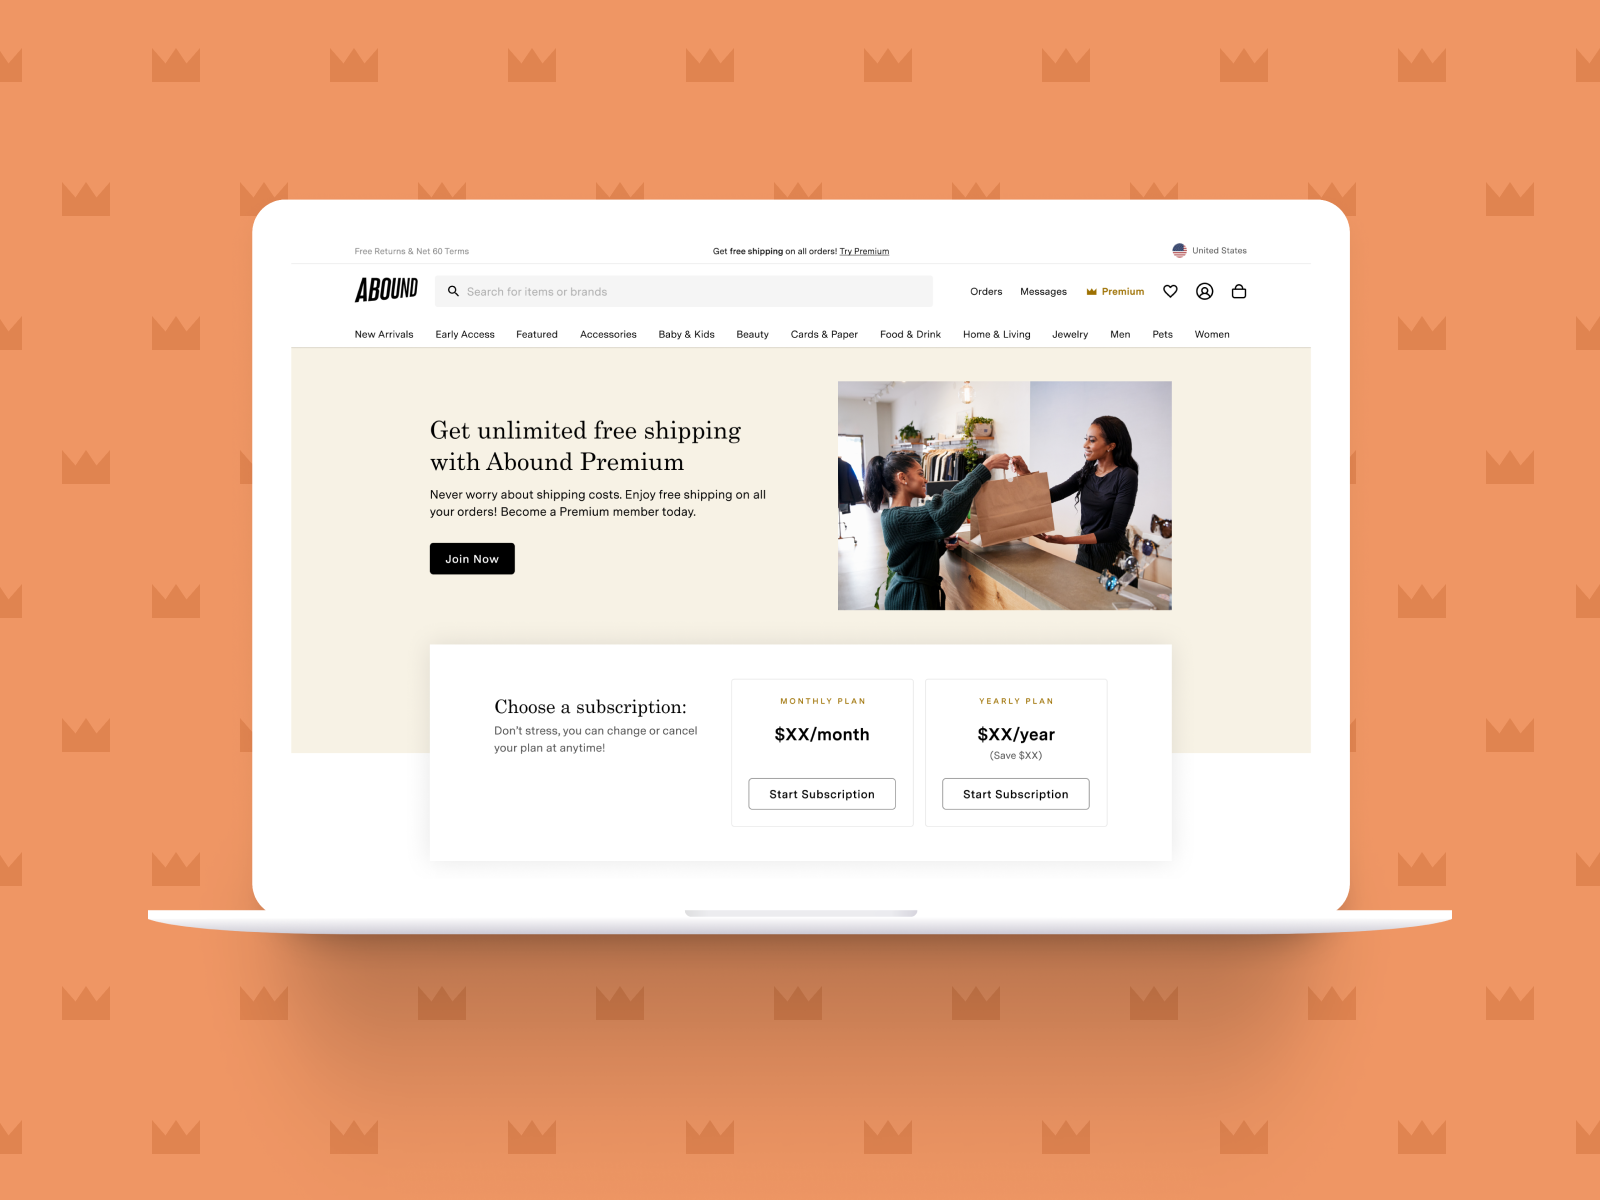 Free Returns & Net 60 Terms
Get free shipping on all orders! Try Premium
United States
ABOUND
Search for items or brands
Orders
Messages
Premium
New Arrivals
Early Access
Featured
Accessories
Baby & Kids
Beauty
Cards & Paper
Food & Drink
Home & Living
Jewelry
Men
Pets
Women
Get unlimited free shipping
with Abound Premium
Never worry about shipping costs. Enjoy free shipping on all
your orders! Become a Premium member today.
Join Now
Choose a subscription:
Don't stress, you can change or cancel
your plan at anytime!
MONTHLY PLAN
$XX/month
Start Subscription
YEARLY PLAN
$XX/year
(Save $XX)
Start Subscription